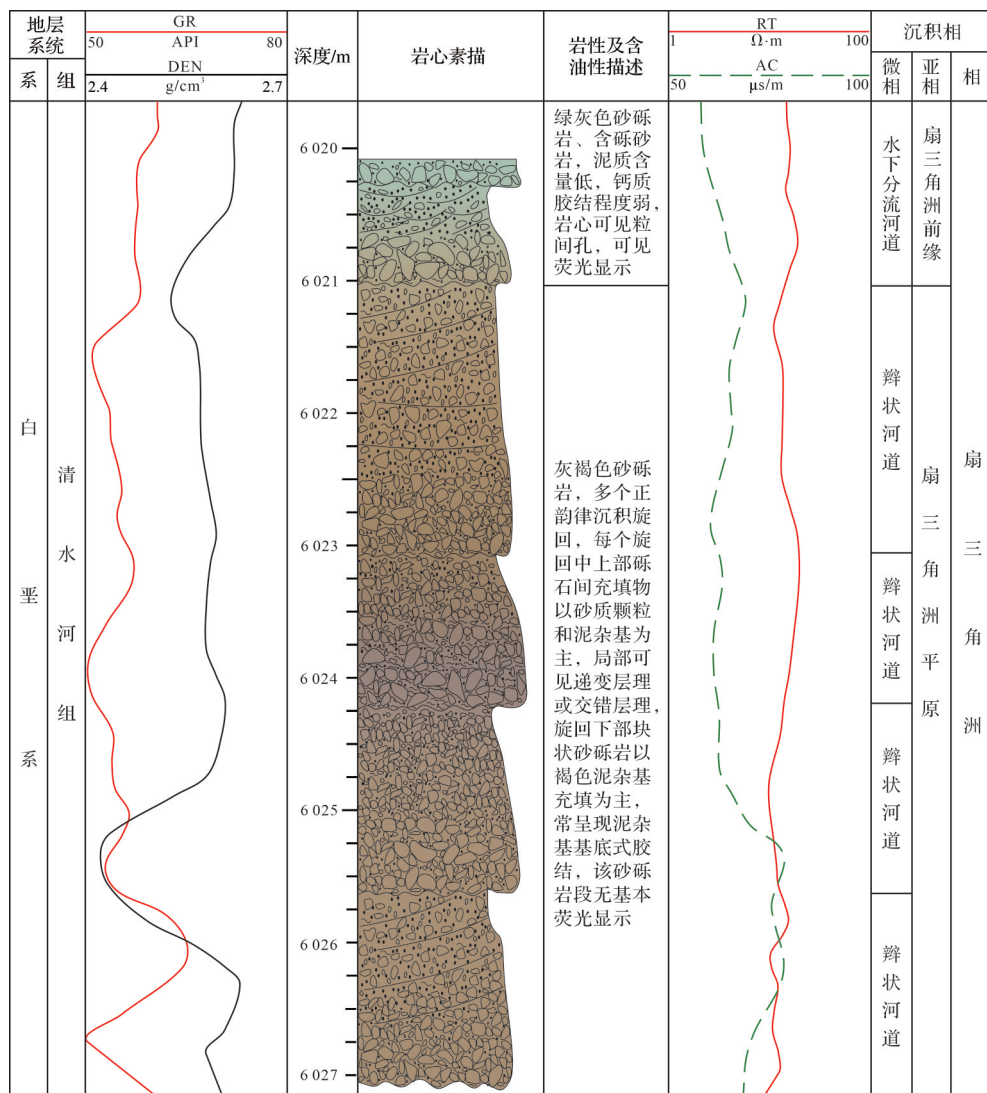 地层
系统
系
组
GR
50 API 80
DEN
2.4 g/cm³ 2.7
深度/m
岩心素描
岩性及含
油性描述
RT
1 Ω·m 100
AC
50 μs/m 100
沉积相
微相
亚相
相
白垩系
清水河组
6 020
6 021
6 022
6 023
6 024
6 025
6 026
6 027
绿灰色砂砾
岩、含砾砂
岩，泥质含
量低，钙质
胶结程度弱，
岩心可见粒
间孔，可见
荧光显示
灰褐色砂砾
岩，多个正
韵律沉积旋
回，每个旋
回中上部砾
石间充填物
以砂质颗粒
和泥杂基为
主，局部可
见递变层理
或交错层理，
旋回下部块
状砂砾岩以
褐色泥杂基
充填为主，
常呈现泥杂
基基底式胶
结，该砂砾
岩段无基本
荧光显示
水下分流河道
辫状河道
辫状河道
辫状河道
辫状河道
扇三角洲前缘
扇三角洲平原
扇三角洲